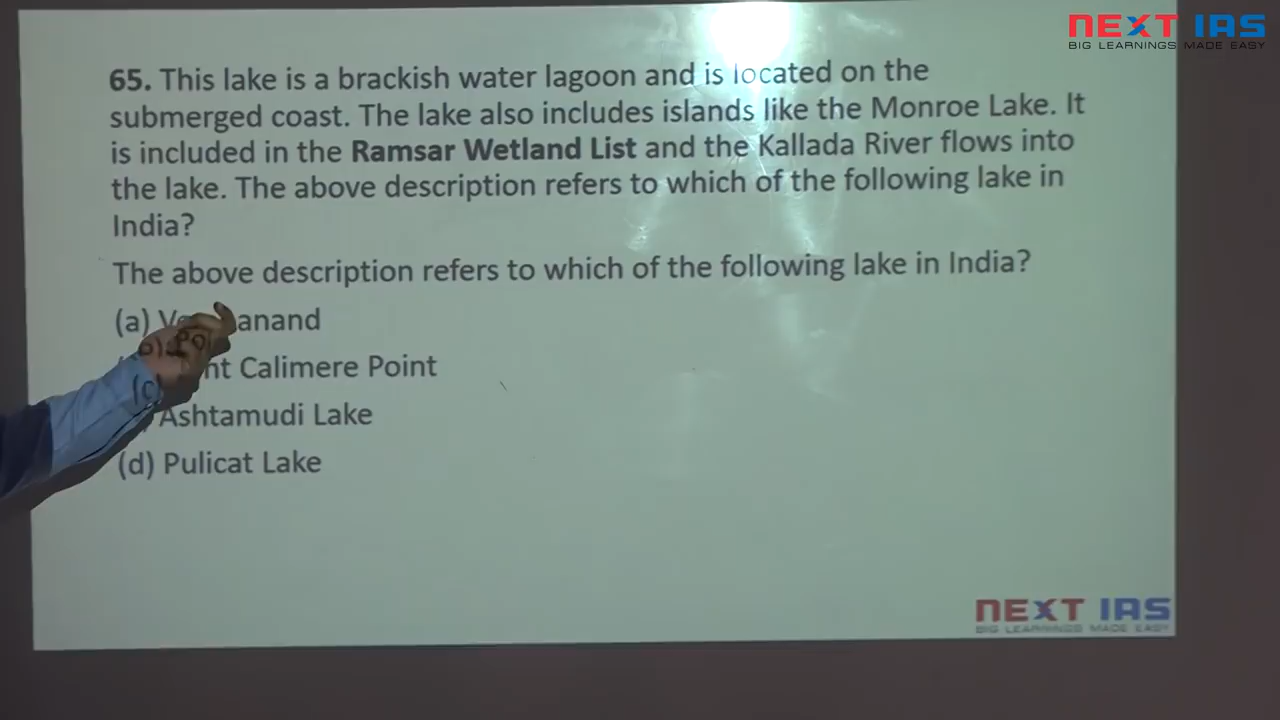 NEXT IAS
BIG LEARNINGS MADE EASY
65. This lake is a brackish water lagoon and is located on the
submerged coast. The lake also includes islands like the Monroe Lake. It
is included in the Ramsar Wetland List and the Kallada River flows into
the lake. The above description refers to which of the following lake in
India?
The above description refers to which of the following lake in India?
(a)
Calimere Point
Ashtamudi Lake
(d) Pulicat Lake
NEXT IAS
BIG LEARNINGS MADE EASY